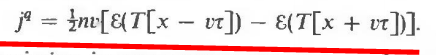 j^q = ½nv[ℰ(T[x − vτ]) − ℰ(T[x + vτ])].